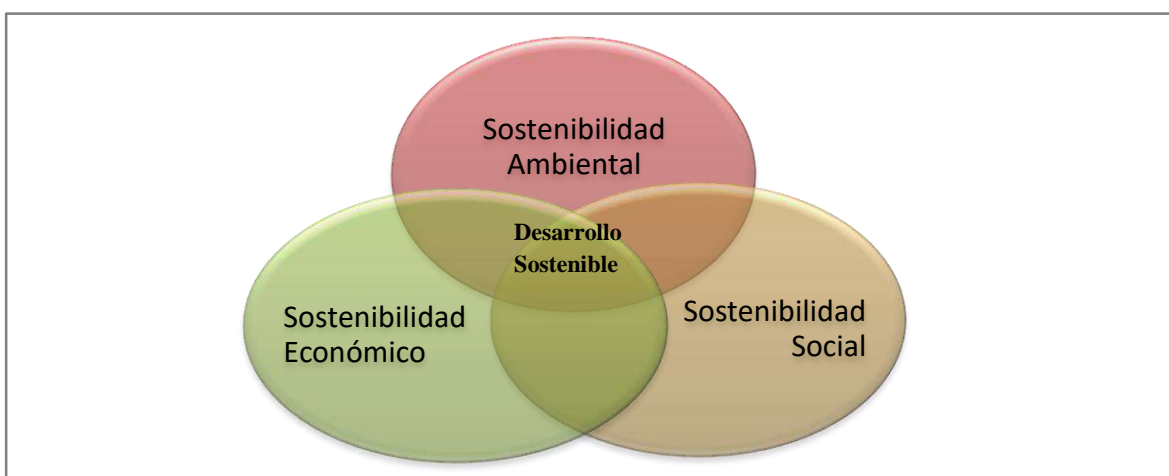 Sostenibilidad
Ambiental
Desarrollo
Sostenible
Sostenibilidad
Económico
Sostenibilidad
Social